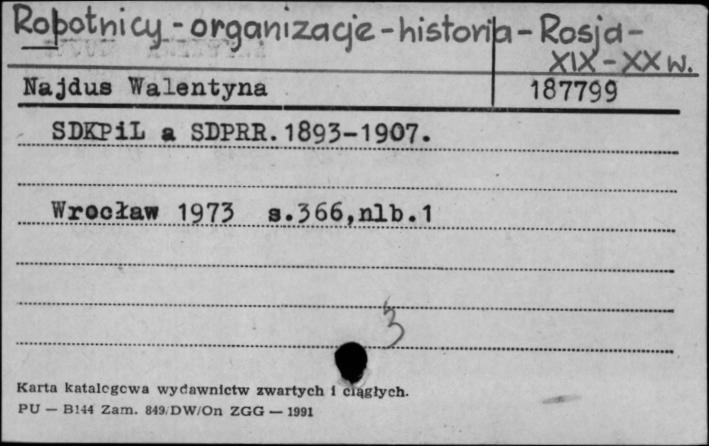 Robotnicy - organizacje - historia - Rosja -
XIX - XX w.
Najdus Walentyna 187799
SDKPiL a SDPRR. 1893-1907.
Wrocław 1973 s.366,nlb.1
3
Karta katalogowa wydawnictw zwartych i ciągłych.
PU — B144 Zam. 849/DW/On ZGG — 1991